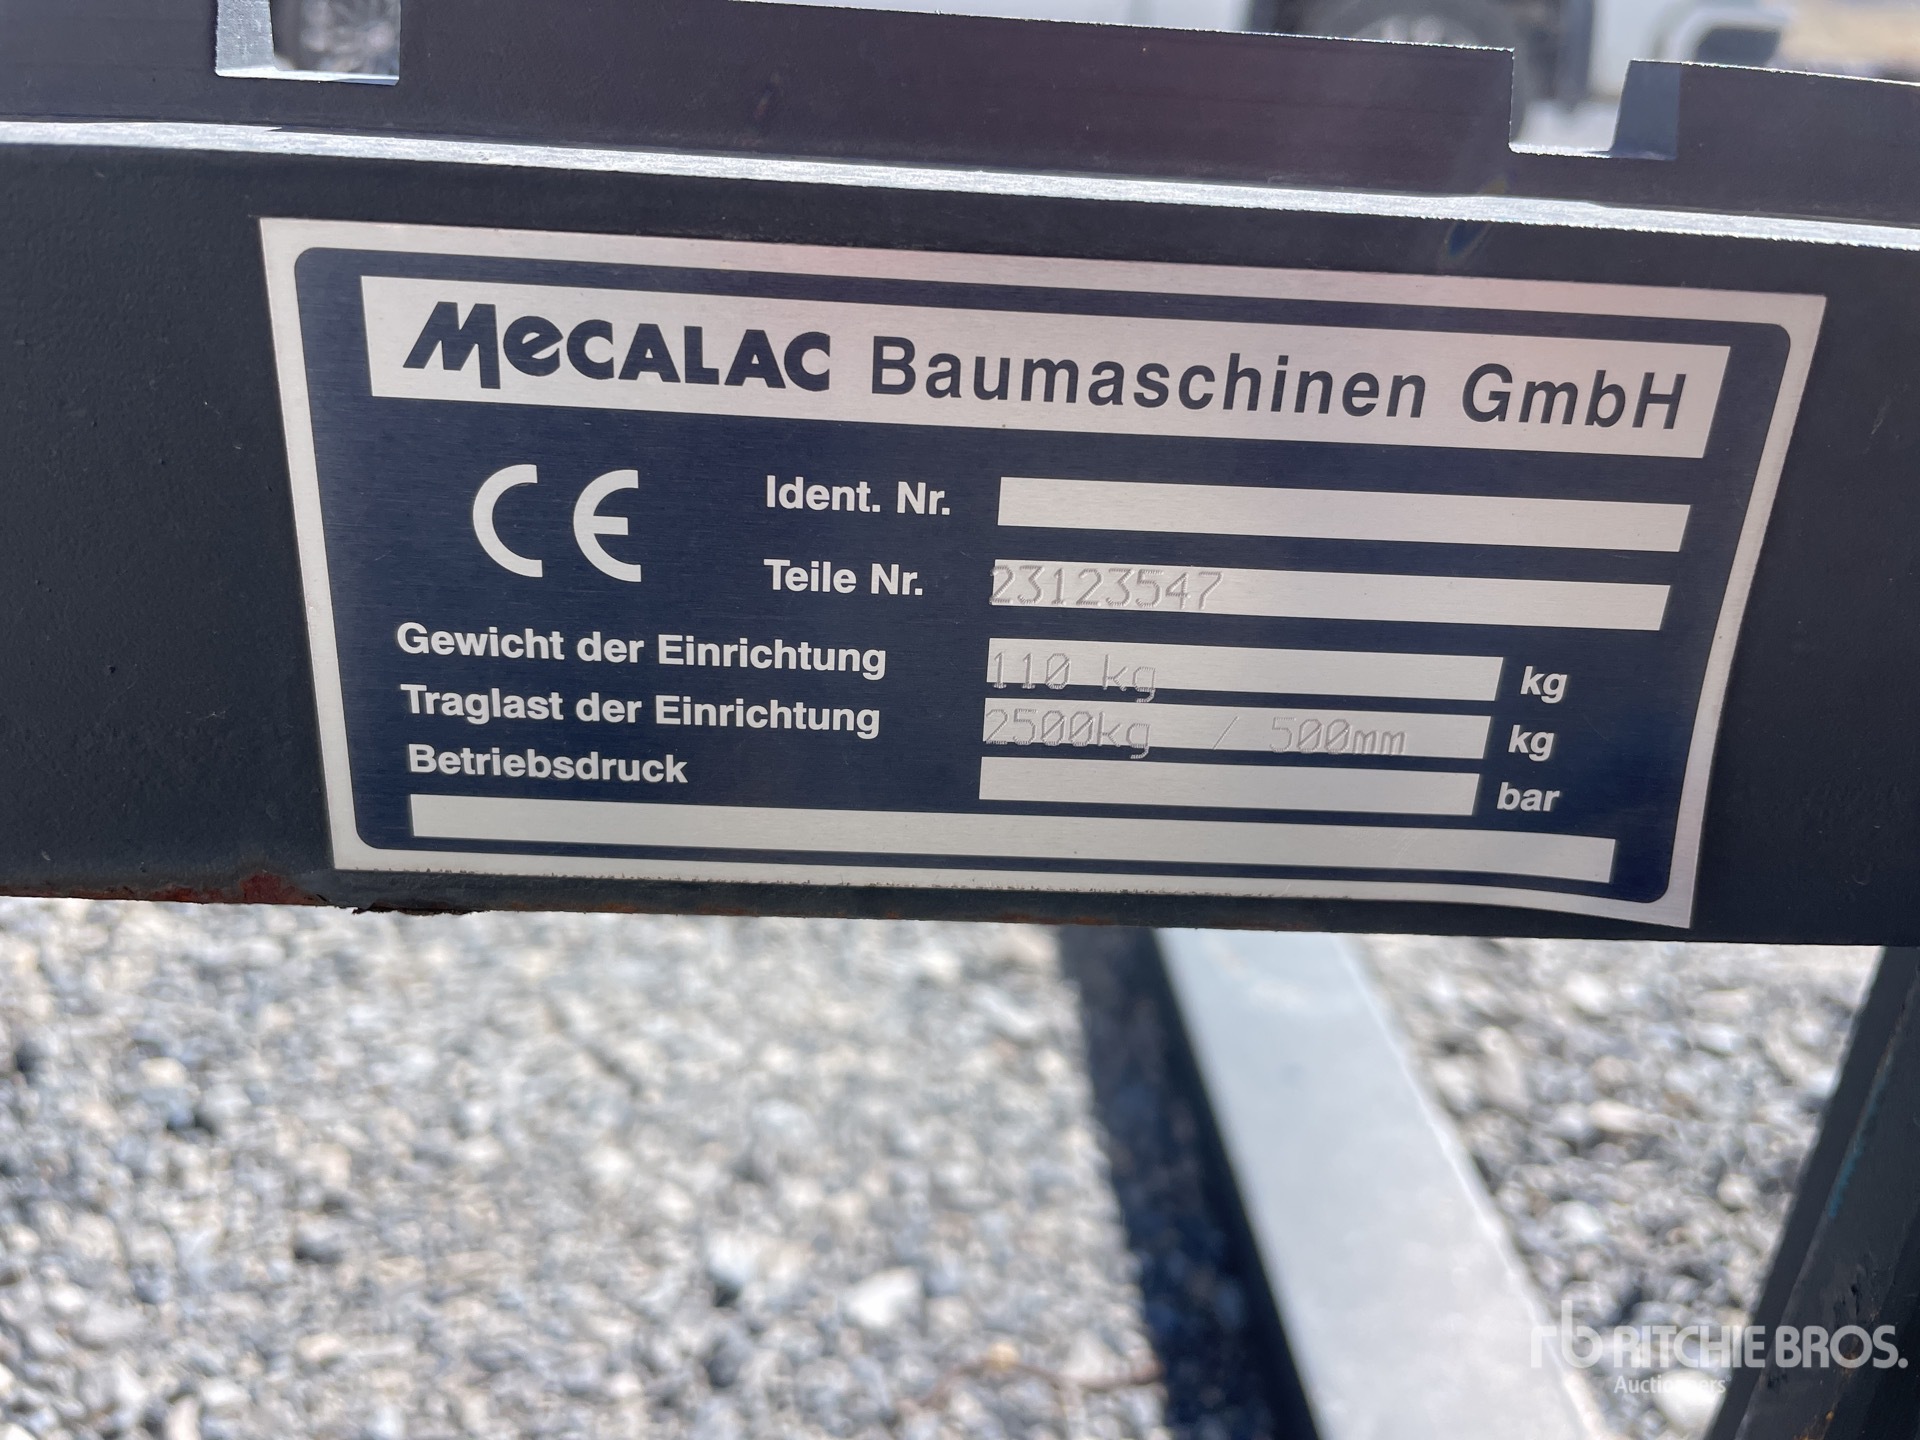 MeCALAC Baumaschinen GmbH
CE
Ident. Nr.
Teile Nr. 23123547
Gewicht der Einrichtung 110 kg kg
Traglast der Einrichtung 2500kg / 500mm kg
Betriebsdruck bar
rb RITCHIE BROS.
Auctioneers